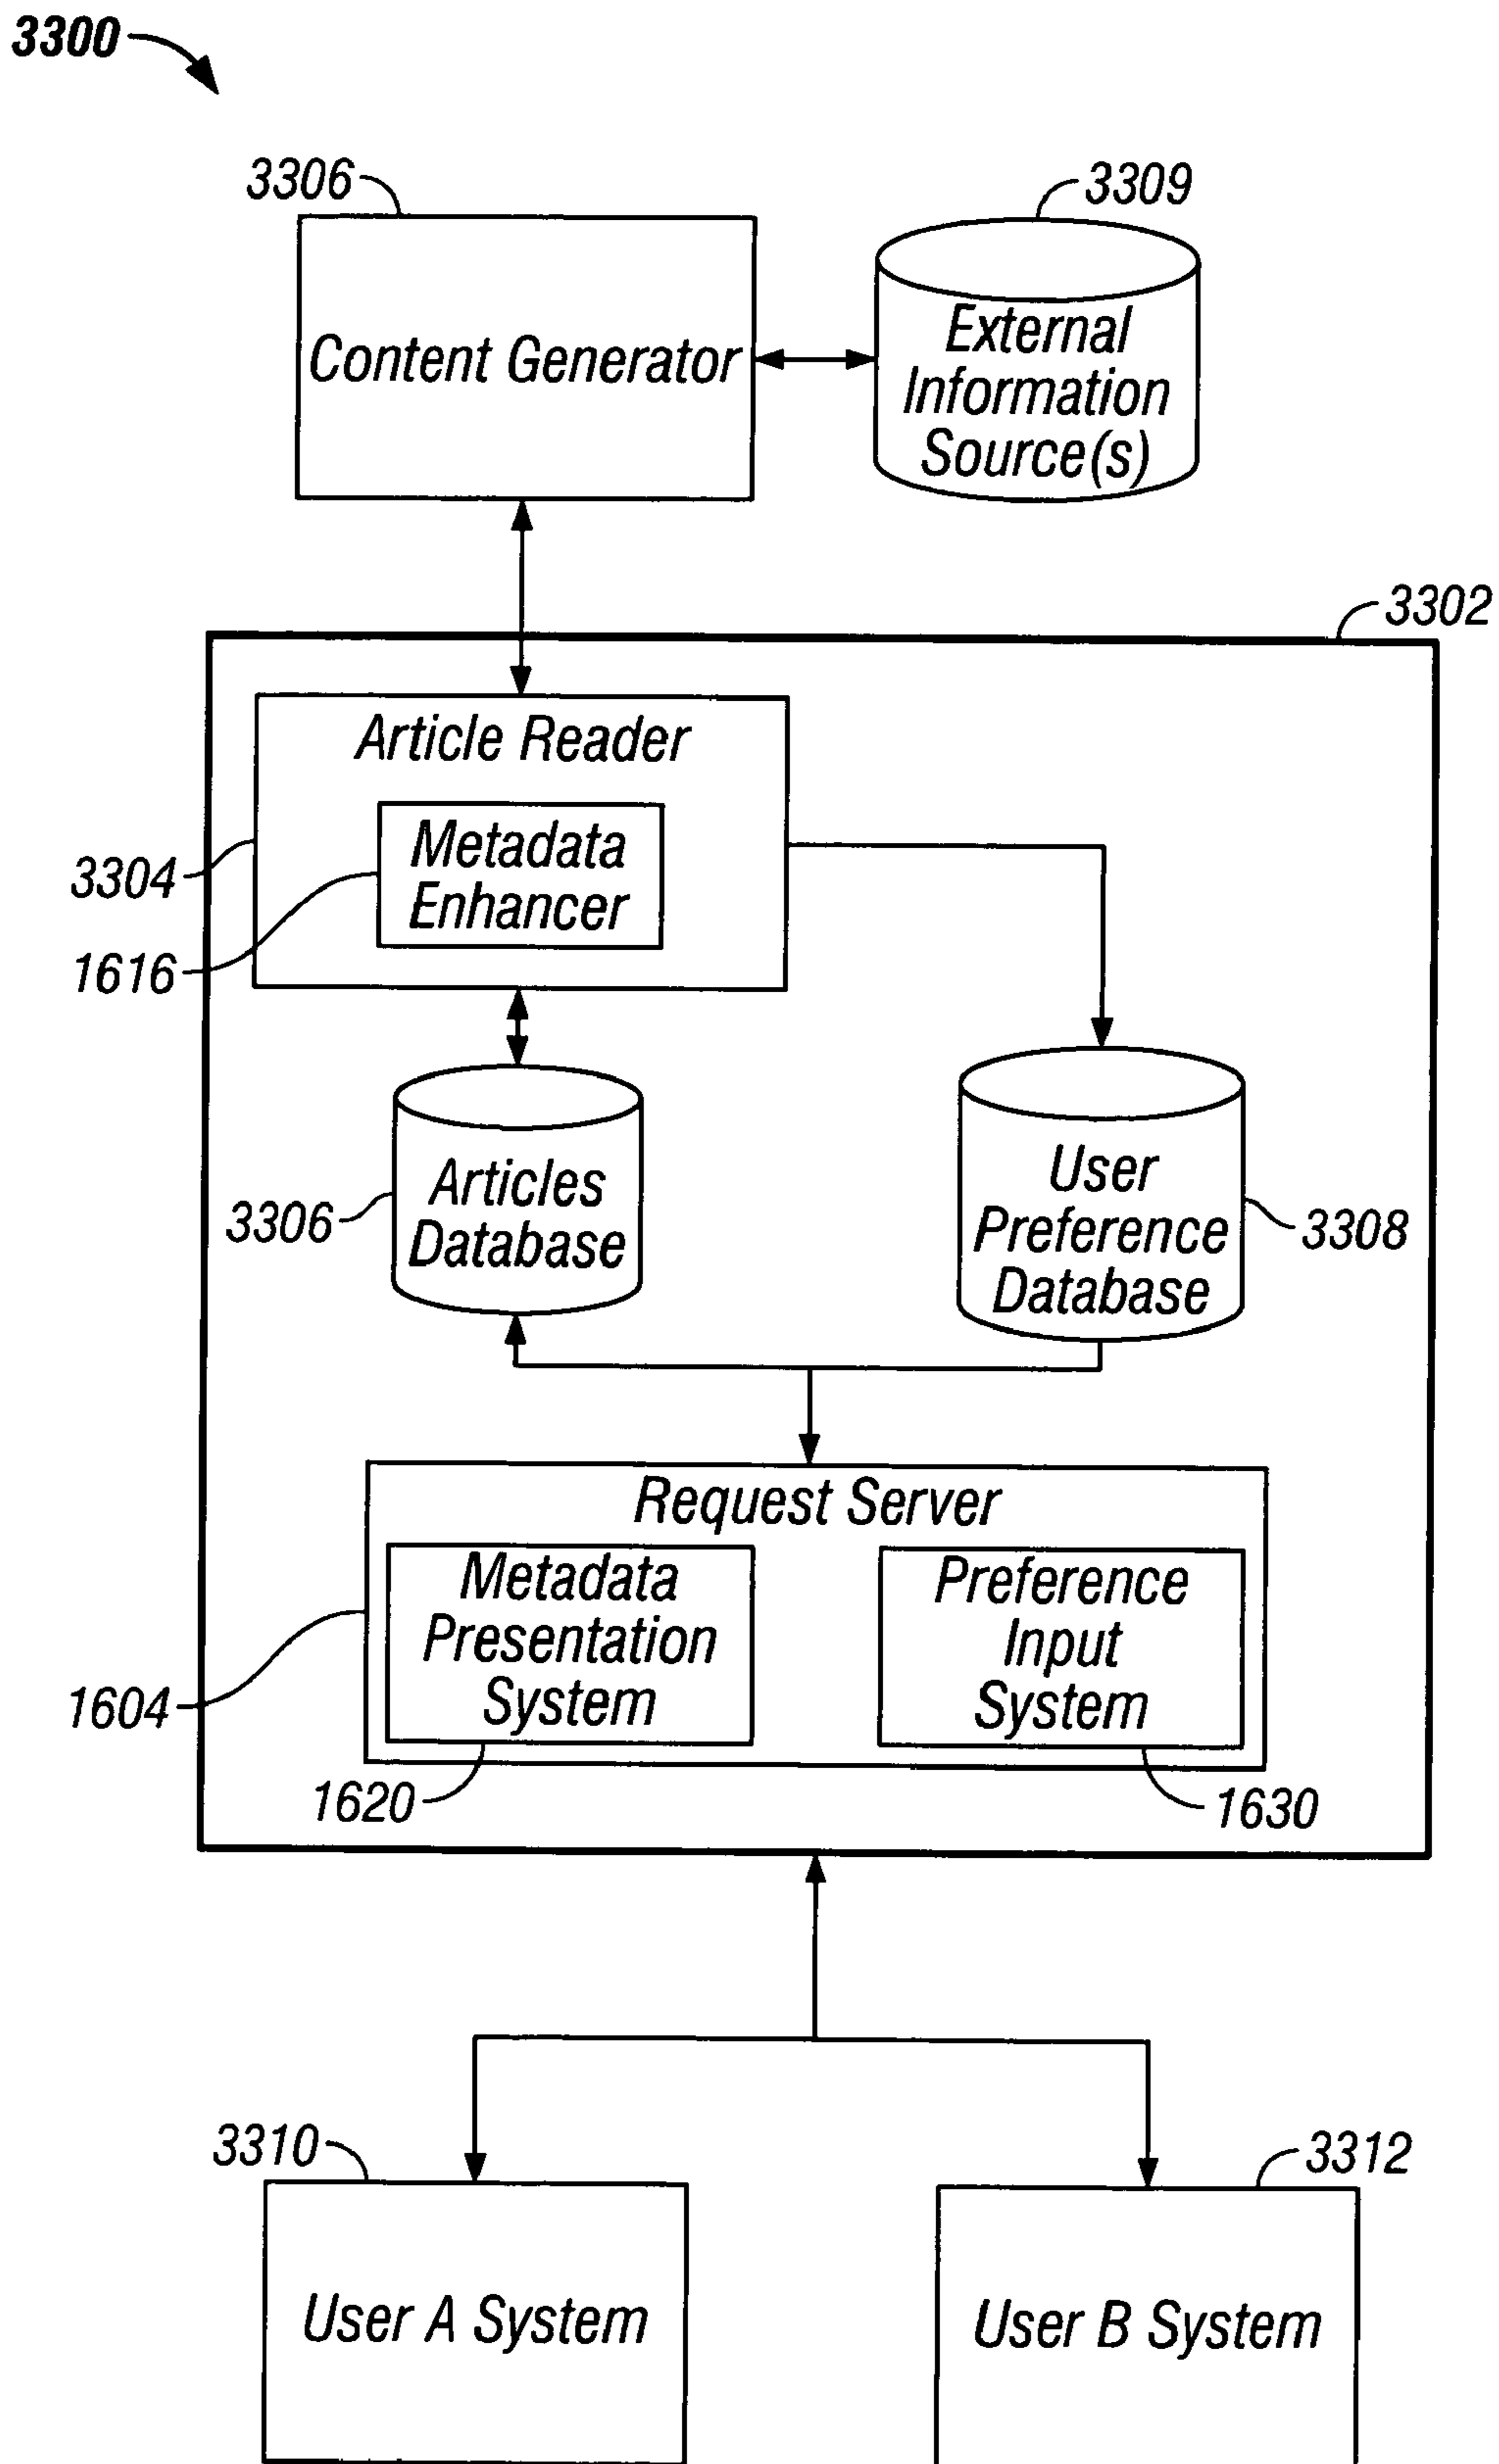 3300
3306
3309
Content Generator
External
Information
Source(s)
3302
Article Reader
Metadata
Enhancer
3304
1616
Articles
Database
3306
User
Preference
Database
3308
Request Server
Metadata
Presentation
System
Preference
Input
System
1604
1620
1630
3310
3312
User A System
User B System